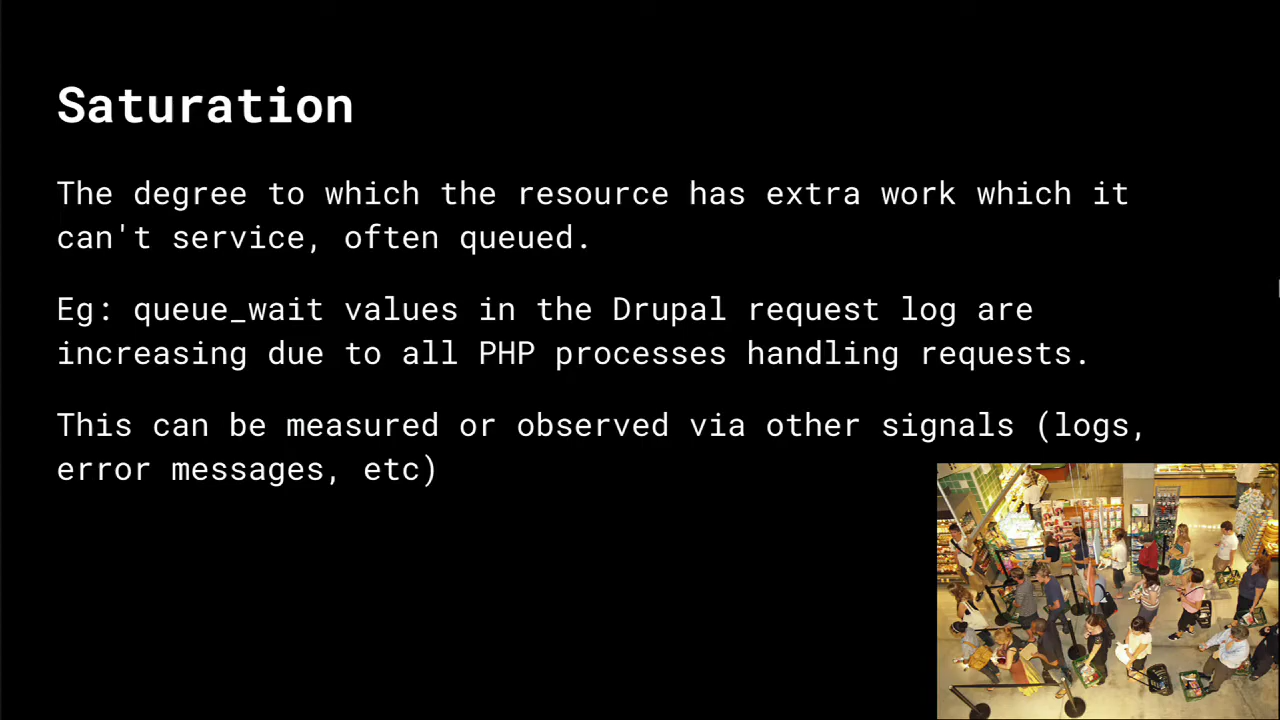 Saturation
The degree to which the resource has extra work which it
can't service, often queued.
Eg: queue_wait values in the Drupal request log are
increasing due to all PHP processes handling requests.
This can be measured or observed via other signals (logs,
error messages, etc)